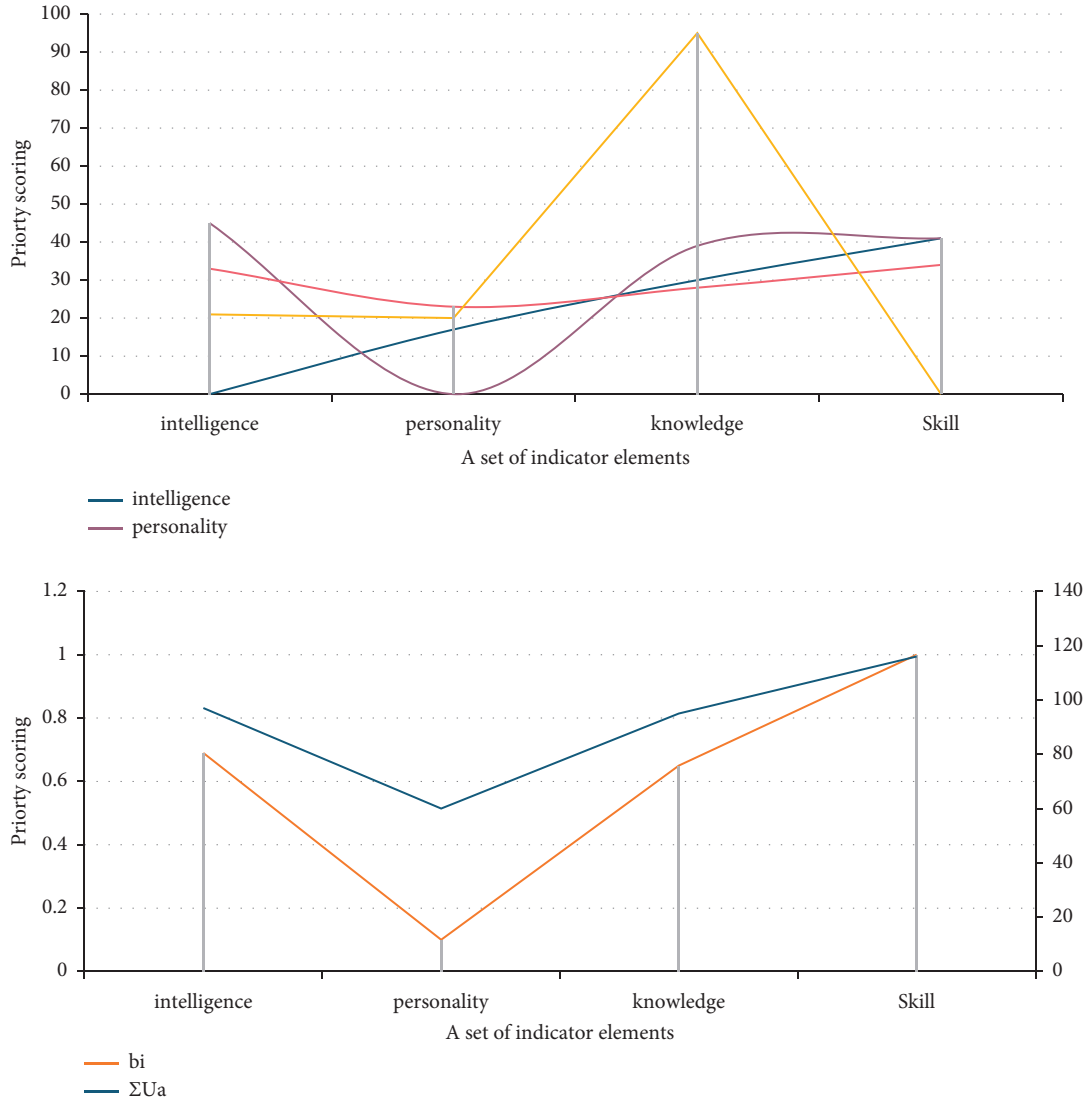 100
90
80
70
60
50
40
30
20
10
0
Priorty scoring
intelligence personality knowledge Skill
A set of indicator elements
intelligence
personality
1.2
1
0.8
0.6
0.4
0.2
0
Priorty scoring
140
120
100
80
60
40
20
0
intelligence personality knowledge Skill
A set of indicator elements
bi
ΣUa